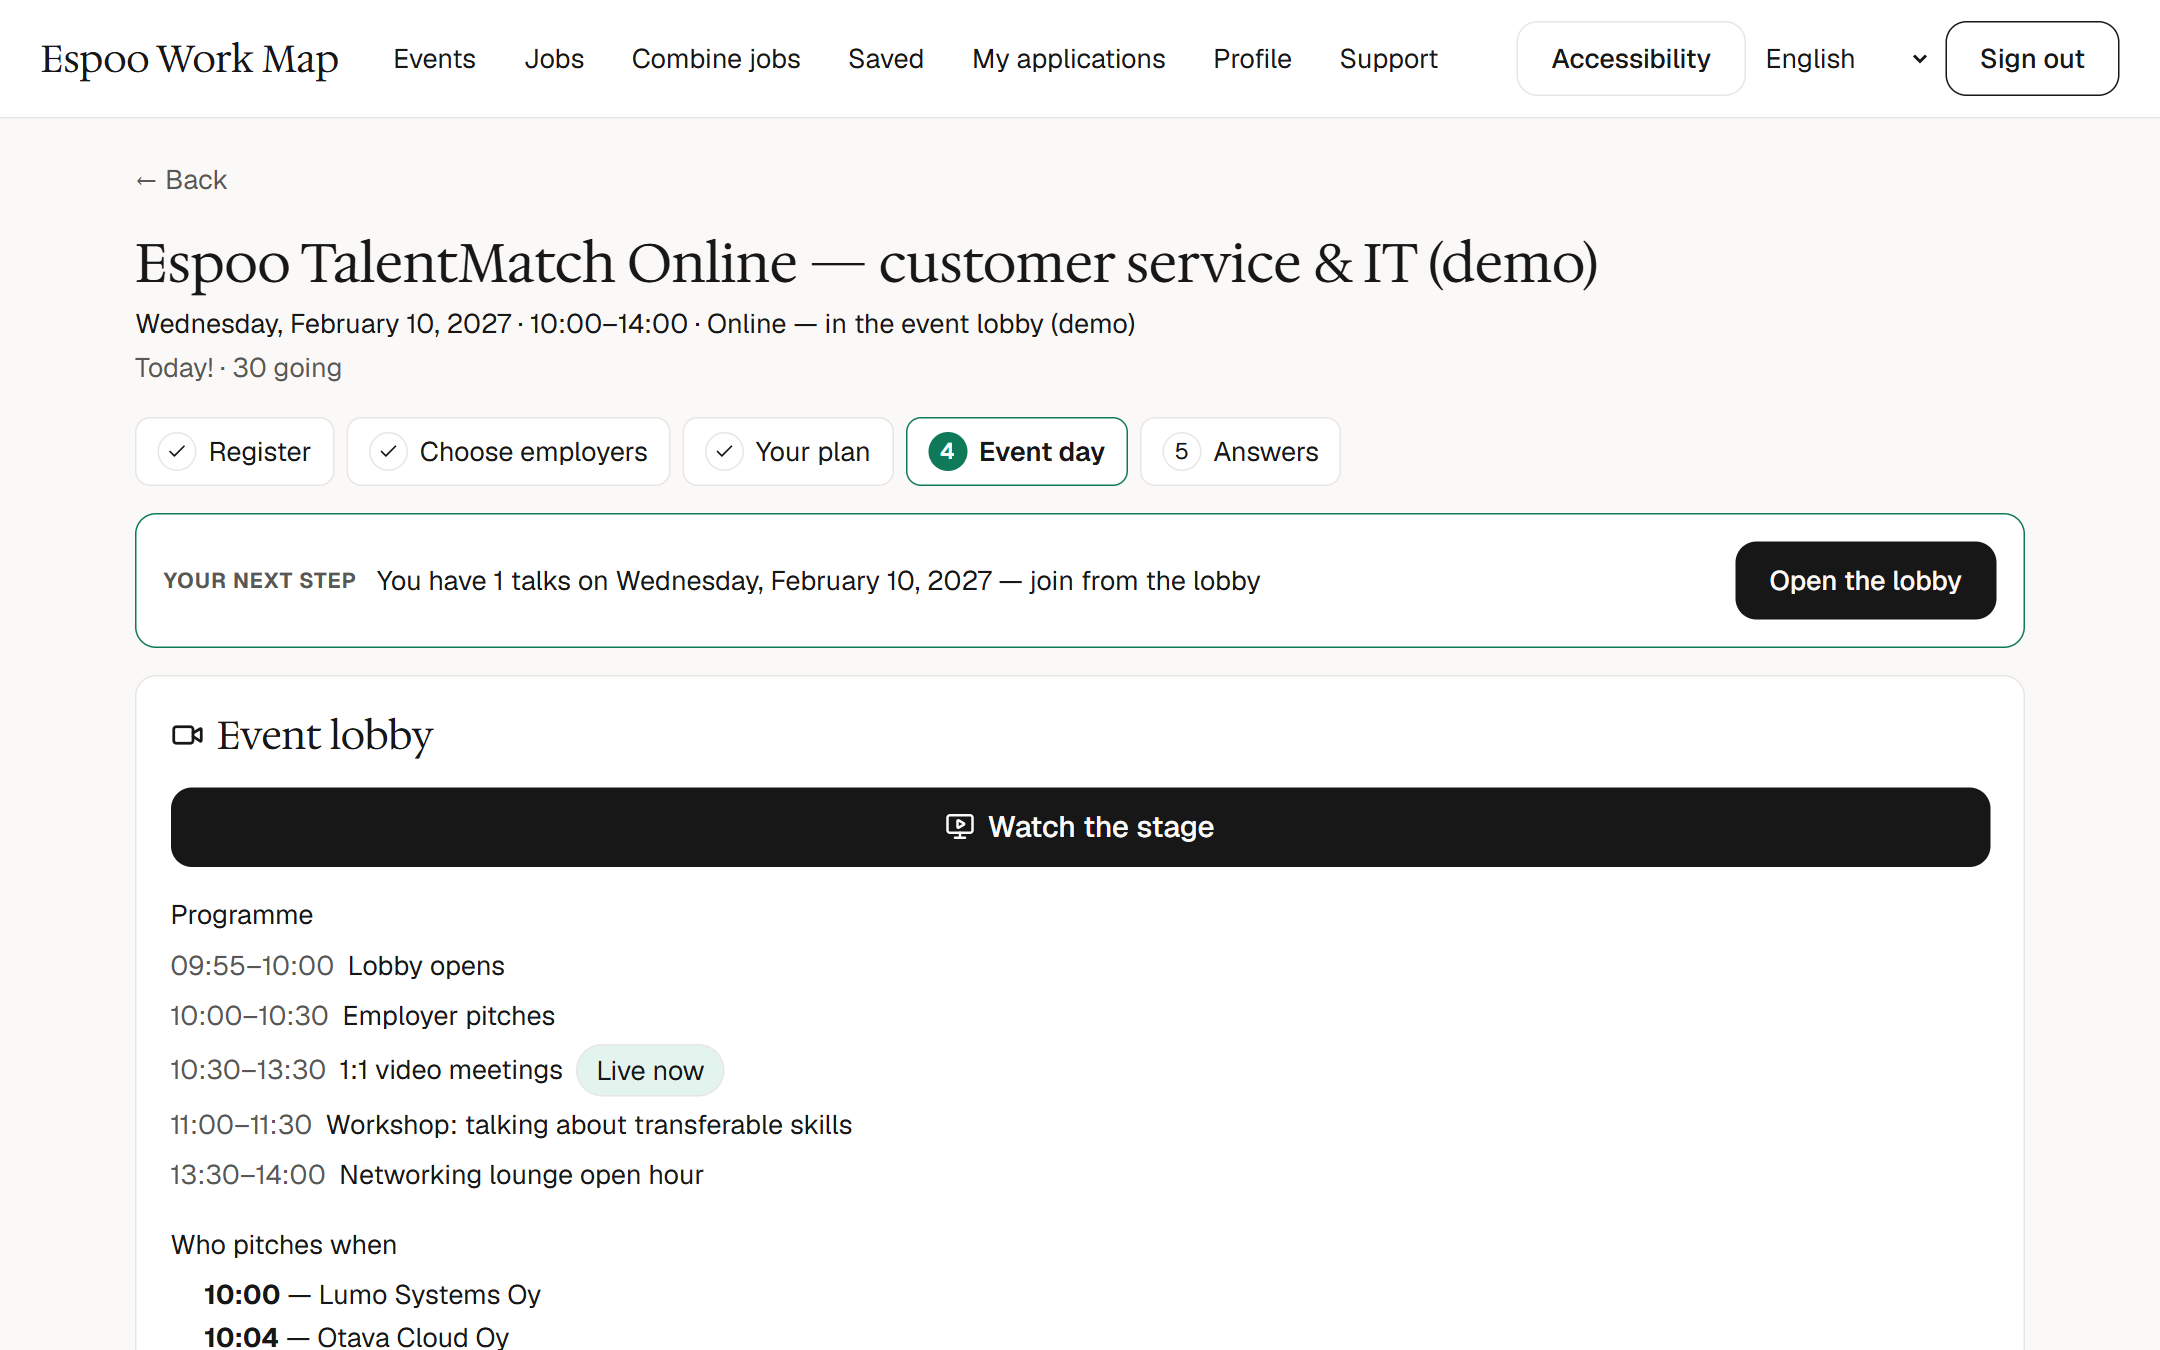 Espoo Work Map Events Jobs Combine jobs Saved My applications Profile Support Accessibility English Sign out
← Back
Espoo TalentMatch Online — customer service & IT (demo)
Wednesday, February 10, 2027 · 10:00–14:00 · Online — in the event lobby (demo)
Today! · 30 going
Register Choose employers Your plan 4 Event day 5 Answers
YOUR NEXT STEP You have 1 talks on Wednesday, February 10, 2027 — join from the lobby Open the lobby
Event lobby
Watch the stage
Programme
09:55–10:00 Lobby opens
10:00–10:30 Employer pitches
10:30–13:30 1:1 video meetings Live now
11:00–11:30 Workshop: talking about transferable skills
13:30–14:00 Networking lounge open hour
Who pitches when
10:00 — Lumo Systems Oy
10:04 — Otava Cloud Oy